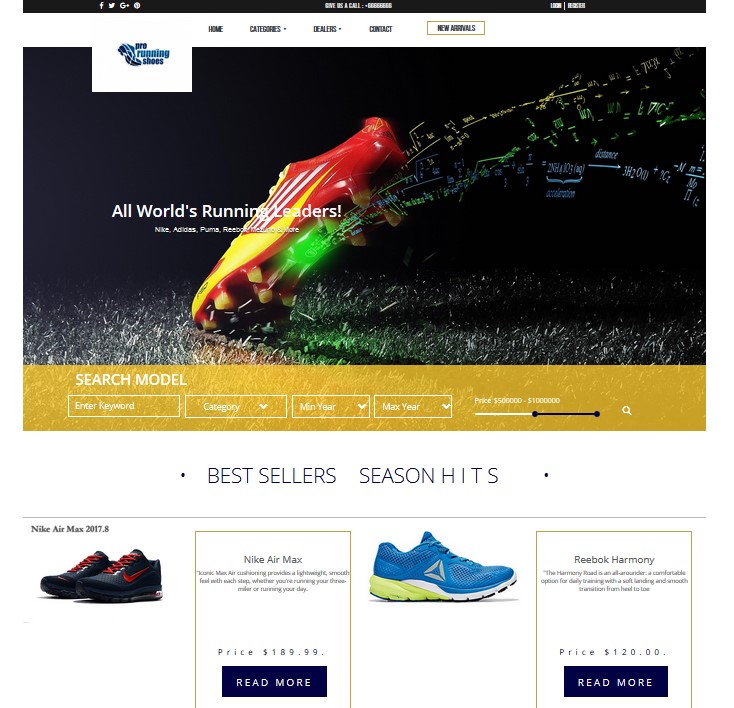 GIVE US A CALL : +66666666
LOGIN | REGISTER
pro
running
shoes
HOME
CATEGORIES
DEALERS
CONTACT
NEW ARRIVALS
distance
2NH4IO3(aq)
acceleration
All World's Running Leaders!
Nike, Adidas, Puma, Reebok, Mezuno & More
SEARCH MODEL
Enter Keyword
Category
Min Year
Max Year
Price $500000 - $1000000
• BEST SELLERS SEASON H I T S •
Nike Air Max 2017.8
Nike Air Max
"Iconic Max Air cushioning provides a lightweight, smooth
feel with each step, whether you're running your three-
miler or running your day.
Price $189.99.
READ MORE
Reebok Harmony
"The Harmony Road is an all-arounder: a comfortable
option for daily training with a soft landing and smooth
transition from heel to toe
Price $120.00.
READ MORE